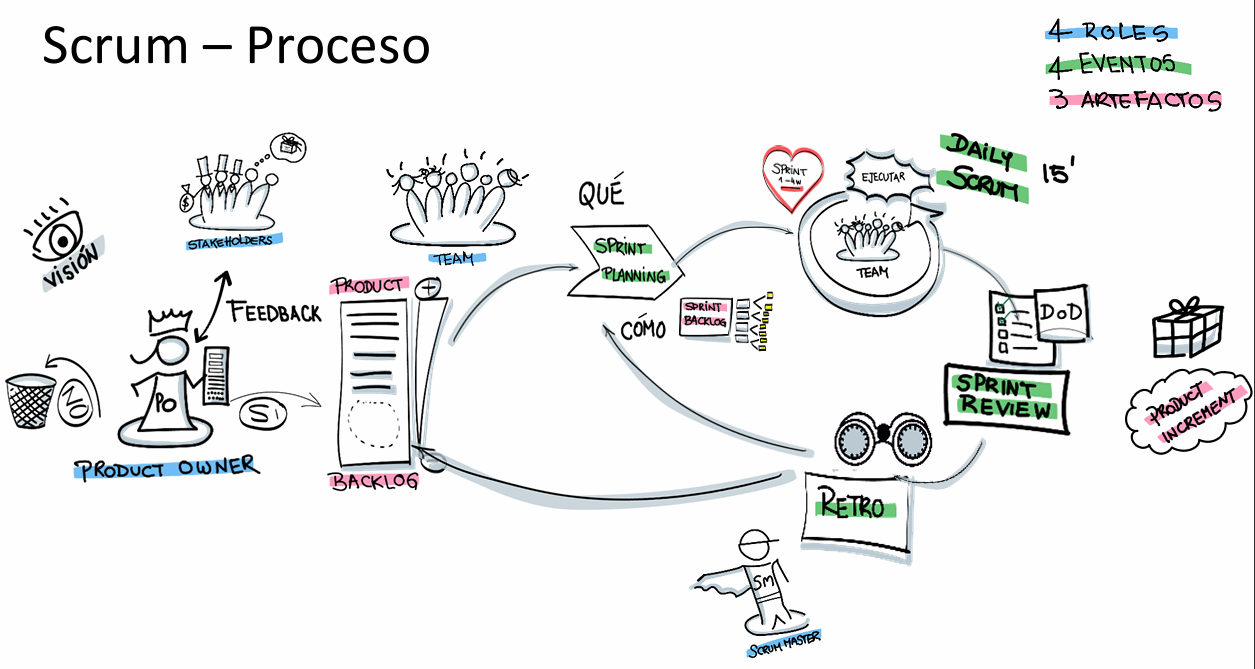 Scrum – Proceso
4 ROLES
4 EVENTOS
3 ARTEFACTOS
VISIÓN
STAKEHOLDERS
$
TEAM
FEEDBACK
NO
PO
SI
PRODUCT OWNER
PRODUCT
+
-
BACKLOG
QUÉ
SPRINT
PLANNING
CÓMO
SPRINT
BACKLOG
SPRINT
1-4W
EJECUTAR
TEAM
DAILY
SCRUM
15'
DoD
SPRINT
REVIEW
PRODUCT
INCREMENT
RETRO
SM
SCRUM MASTER